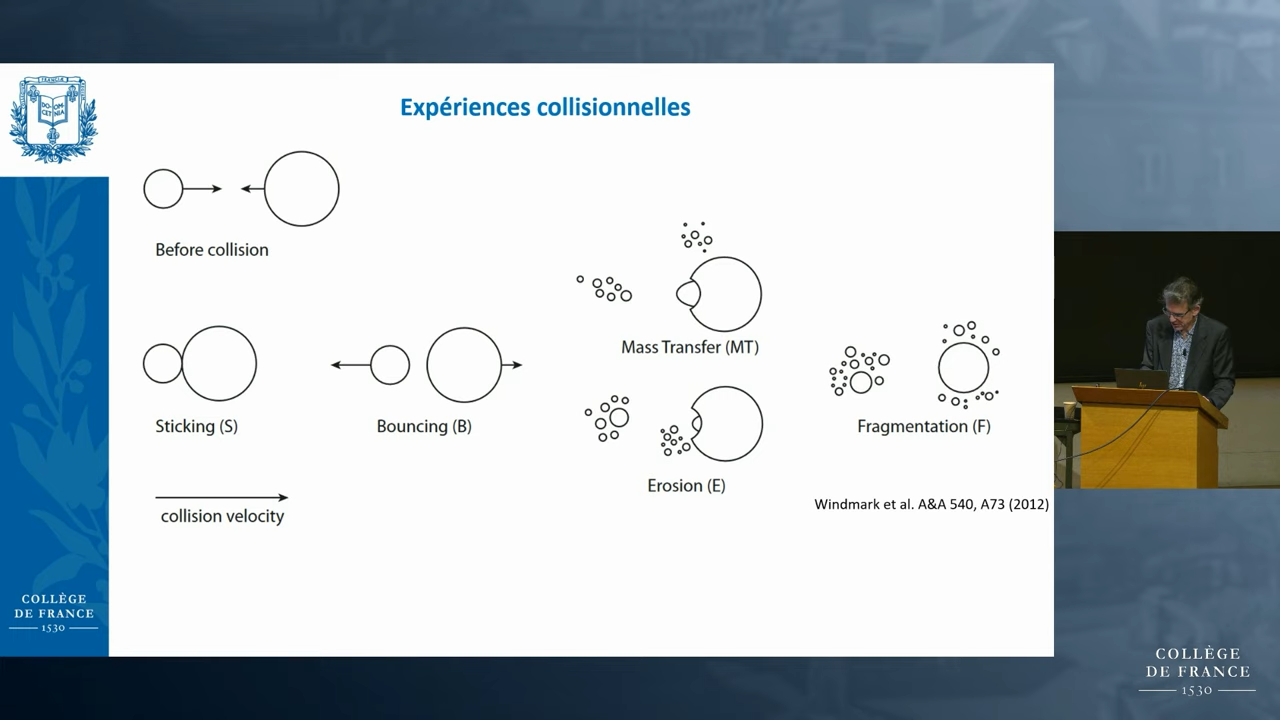 Expériences collisionnelles
Before collision
Sticking (S)
Bouncing (B)
Mass Transfer (MT)
Erosion (E)
Fragmentation (F)
collision velocity
Windmark et al. A&A 540, A73 (2012)
COLLÈGE
DE FRANCE
1530
COLLÈGE
DE FRANCE
1530